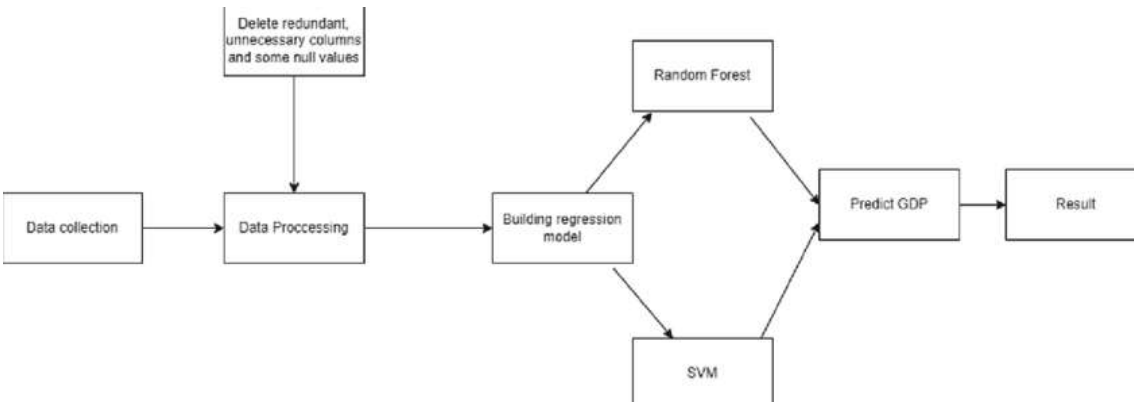 Delete redundant,
unnecessary columns
and some null values
Random Forest
Data collection
Data Proccessing
Building regression
model
Predict GDP
Result
SVM